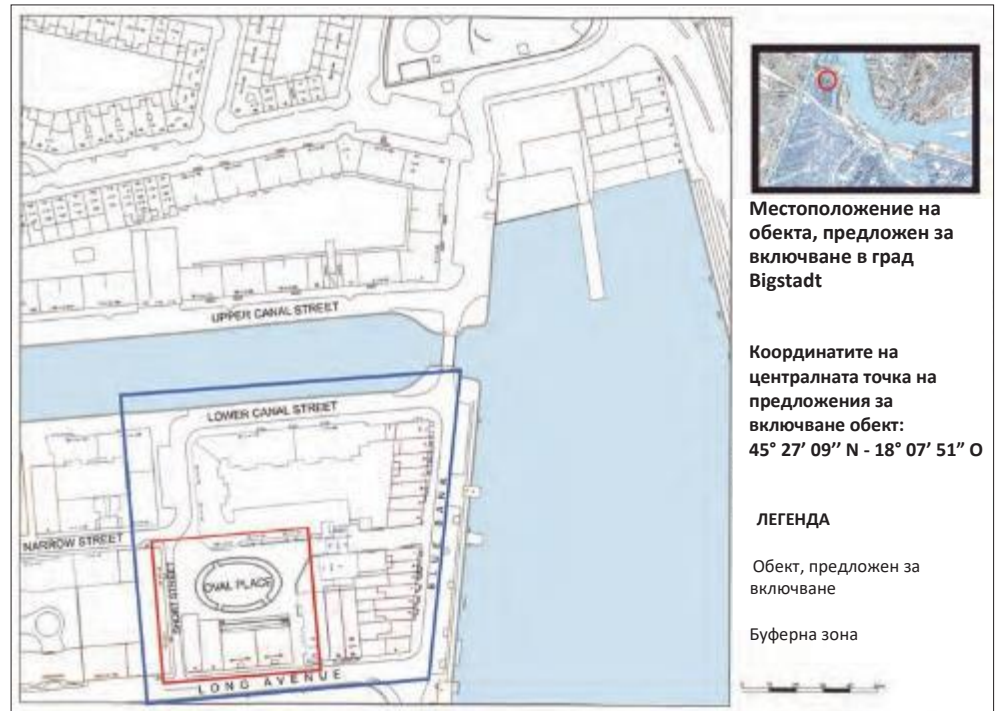 UPPER CANAL STREET
LOWER CANAL STREET
BLUE BANK
NARROW STREET
SHORT STREET
OVAL PLACE
LONG AVENUE
Местоположение на
обекта, предложен за
включване в град
Bigstadt
Координатите на
централната точка на
предложения за
включване обект:
45° 27’ 09’’ N - 18° 07’ 51” O
ЛЕГЕНДА
Обект, предложен за
включване
Буферна зона